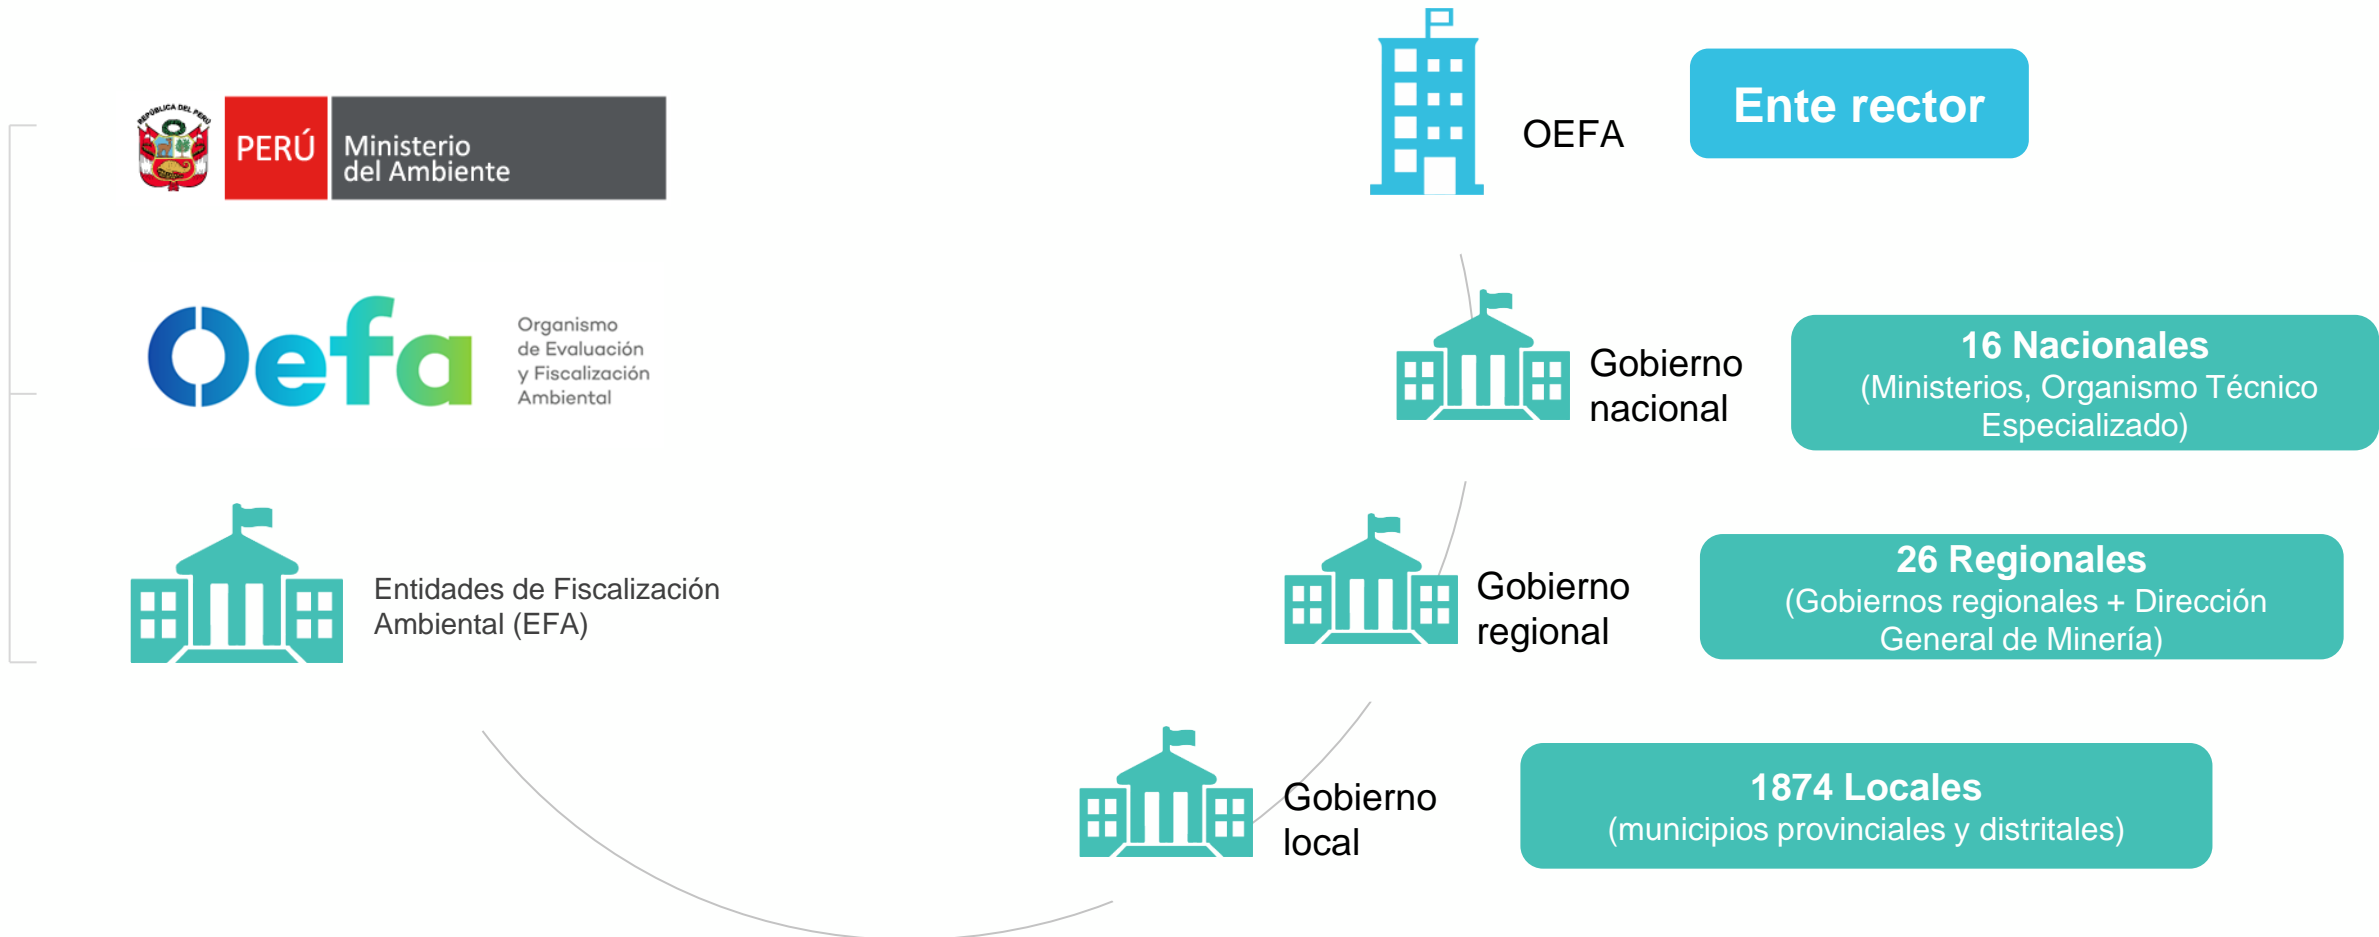 REPÚBLICA DEL PERÚ
PERÚ
Ministerio
del Ambiente
Oefa
Organismo
de Evaluación
y Fiscalización
Ambiental
Entidades de Fiscalización
Ambiental (EFA)
OEFA
Ente rector
Gobierno
nacional
16 Nacionales
(Ministerios, Organismo Técnico
Especializado)
Gobierno
regional
26 Regionales
(Gobiernos regionales + Dirección
General de Minería)
Gobierno
local
1874 Locales
(municipios provinciales y distritales)